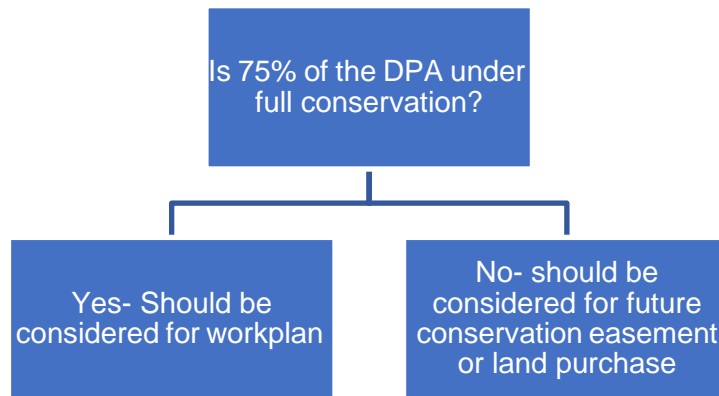 Is 75% of the DPA under
full conservation?
Yes- Should be
considered for workplan
No- should be
considered for future
conservation easement
or land purchase